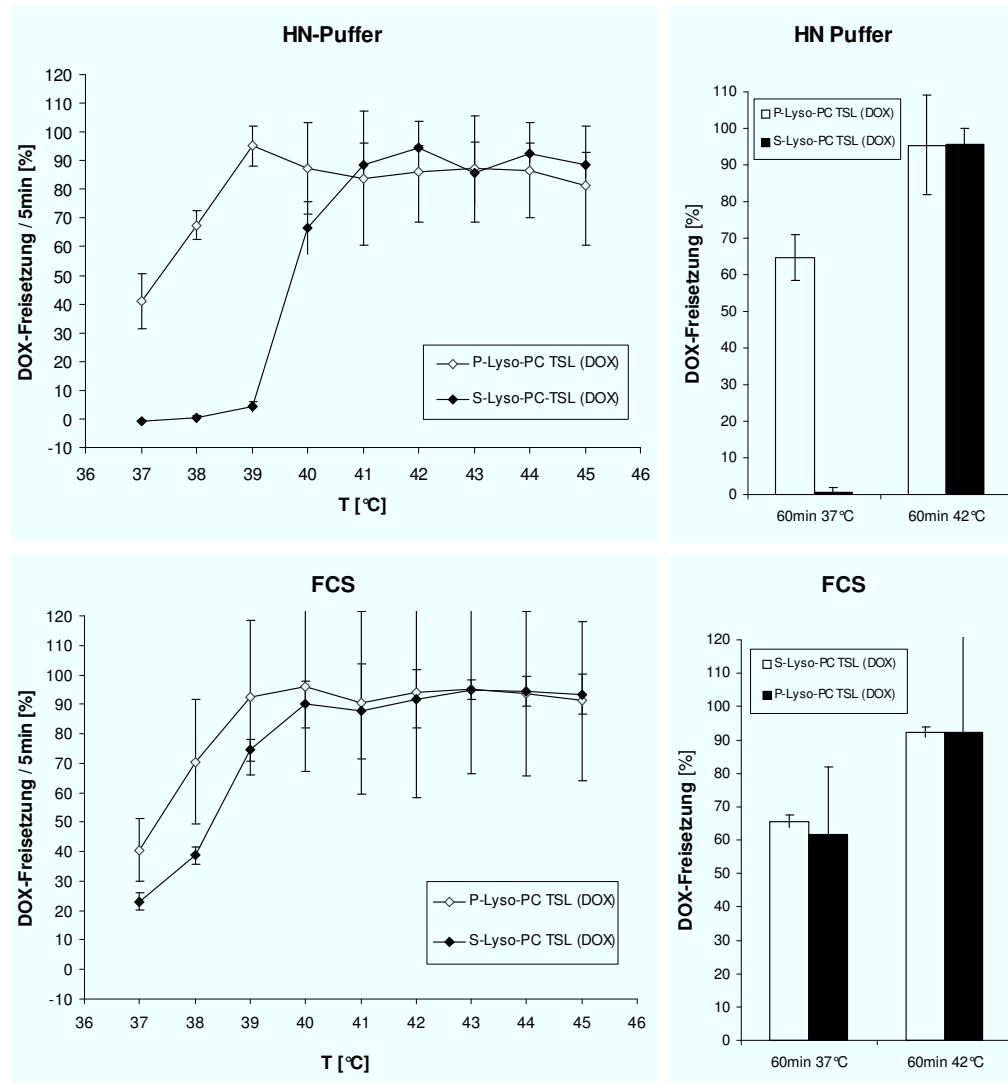 HN-Puffer
120
110
100
90
80
70
60
50
40
30
20
10
0
-10
DOX-Freisetzung / 5min [%]
P-Lyso-PC TSL (DOX)
S-Lyso-PC-TSL (DOX)
36 37 38 39 40 41 42 43 44 45 46
T [°C]
HN Puffer
110
100
90
80
70
60
50
40
30
20
10
0
DOX-Freisetzung [%]
P-Lyso-PC TSL (DOX)
S-Lyso-PC TSL (DOX)
60min 37°C 60min 42°C
FCS
120
110
100
90
80
70
60
50
40
30
20
10
0
-10
DOX-Freisetzung / 5min [%]
P-Lyso-PC TSL (DOX)
S-Lyso-PC TSL (DOX)
36 37 38 39 40 41 42 43 44 45 46
T [°C]
FCS
120
110
100
90
80
70
60
50
40
30
20
10
0
DOX-Freisetzung [%]
S-Lyso-PC TSL (DOX)
P-Lyso-PC TSL (DOX)
60min 37°C 60min 42°C